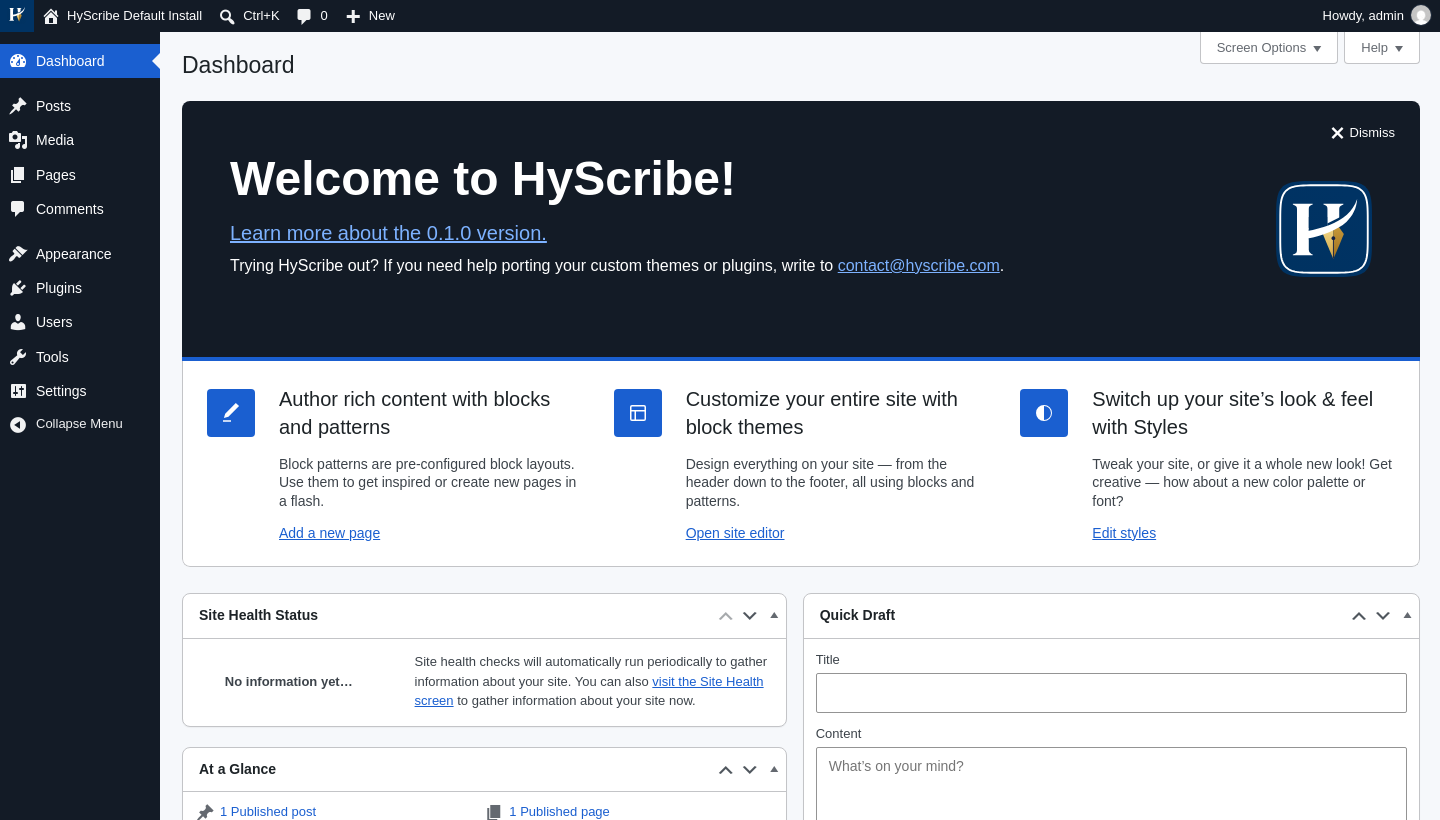 HyScribe Default Install
Ctrl+K
0
New
Howdy, admin
Dashboard
Posts
Media
Pages
Comments
Appearance
Plugins
Users
Tools
Settings
Collapse Menu
Screen Options
Help
Dashboard
Dismiss
Welcome to HyScribe!
Learn more about the 0.1.0 version.
Trying HyScribe out? If you need help porting your custom themes or plugins, write to contact@hyscribe.com.
Author rich content with blocks
and patterns
Block patterns are pre-configured block layouts.
Use them to get inspired or create new pages in
a flash.
Add a new page
Customize your entire site with
block themes
Design everything on your site — from the
header down to the footer, all using blocks and
patterns.
Open site editor
Switch up your site’s look & feel
with Styles
Tweak your site, or give it a whole new look! Get
creative — how about a new color palette or
font?
Edit styles
Site Health Status
No information yet…
Site health checks will automatically run periodically to gather
information about your site. You can also visit the Site Health
screen to gather information about your site now.
At a Glance
1 Published post
1 Published page
Quick Draft
Title
Content
What’s on your mind?